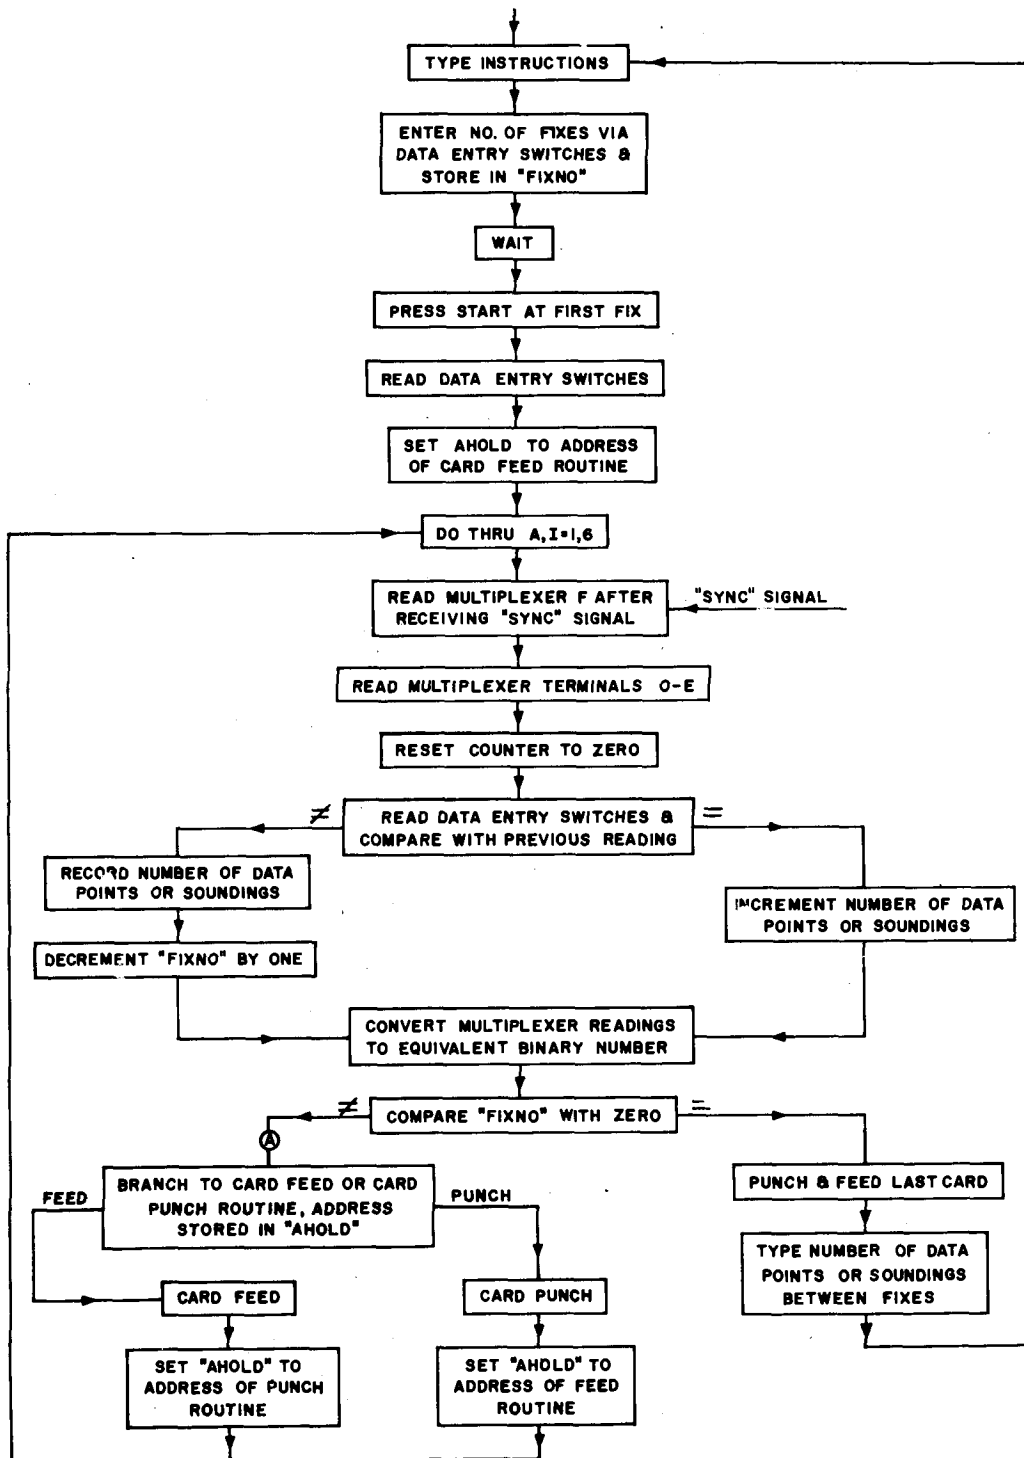 TYPE INSTRUCTIONS
ENTER NO. OF FIXES VIA
DATA ENTRY SWITCHES &
STORE IN "FIXNO"
WAIT
PRESS START AT FIRST FIX
READ DATA ENTRY SWITCHES
SET AHOLD TO ADDRESS
OF CARD FEED ROUTINE
DO THRU A, I=1,6
READ MULTIPLEXER F AFTER
RECEIVING "SYNC" SIGNAL
"SYNC" SIGNAL
READ MULTIPLEXER TERMINALS O-E
RESET COUNTER TO ZERO
≠
READ DATA ENTRY SWITCHES &
COMPARE WITH PREVIOUS READING
=
RECORD NUMBER OF DATA
POINTS OR SOUNDINGS
INCREMENT NUMBER OF DATA
POINTS OR SOUNDINGS
DECREMENT "FIXNO" BY ONE
CONVERT MULTIPLEXER READINGS
TO EQUIVALENT BINARY NUMBER
≠
COMPARE "FIXNO" WITH ZERO
=
A
FEED
BRANCH TO CARD FEED OR CARD
PUNCH ROUTINE, ADDRESS
STORED IN "AHOLD"
PUNCH
PUNCH & FEED LAST CARD
TYPE NUMBER OF DATA
POINTS OR SOUNDINGS
BETWEEN FIXES
CARD FEED
CARD PUNCH
SET "AHOLD" TO
ADDRESS OF PUNCH
ROUTINE
SET "AHOLD" TO
ADDRESS OF FEED
ROUTINE